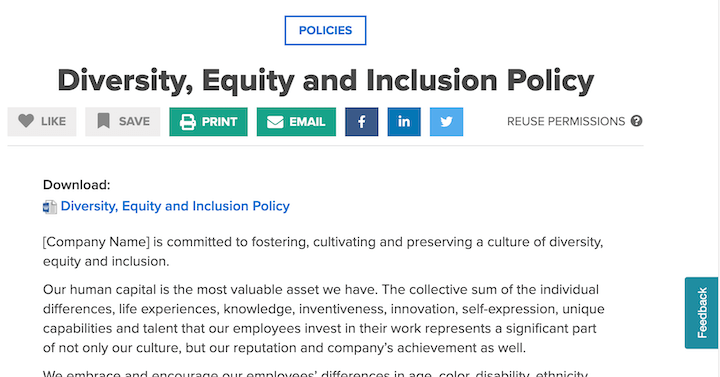 POLICIES
Diversity, Equity and Inclusion Policy
LIKE SAVE PRINT EMAIL f in REUSE PERMISSIONS ?
Download:
Diversity, Equity and Inclusion Policy
[Company Name] is committed to fostering, cultivating and preserving a culture of diversity,
equity and inclusion.
Our human capital is the most valuable asset we have. The collective sum of the individual
differences, life experiences, knowledge, inventiveness, innovation, self-expression, unique
capabilities and talent that our employees invest in their work represents a significant part
of not only our culture, but our reputation and company's achievement as well.
We embrace and encourage our employees' differences in age, color, disability, ethnicity,
Feedback